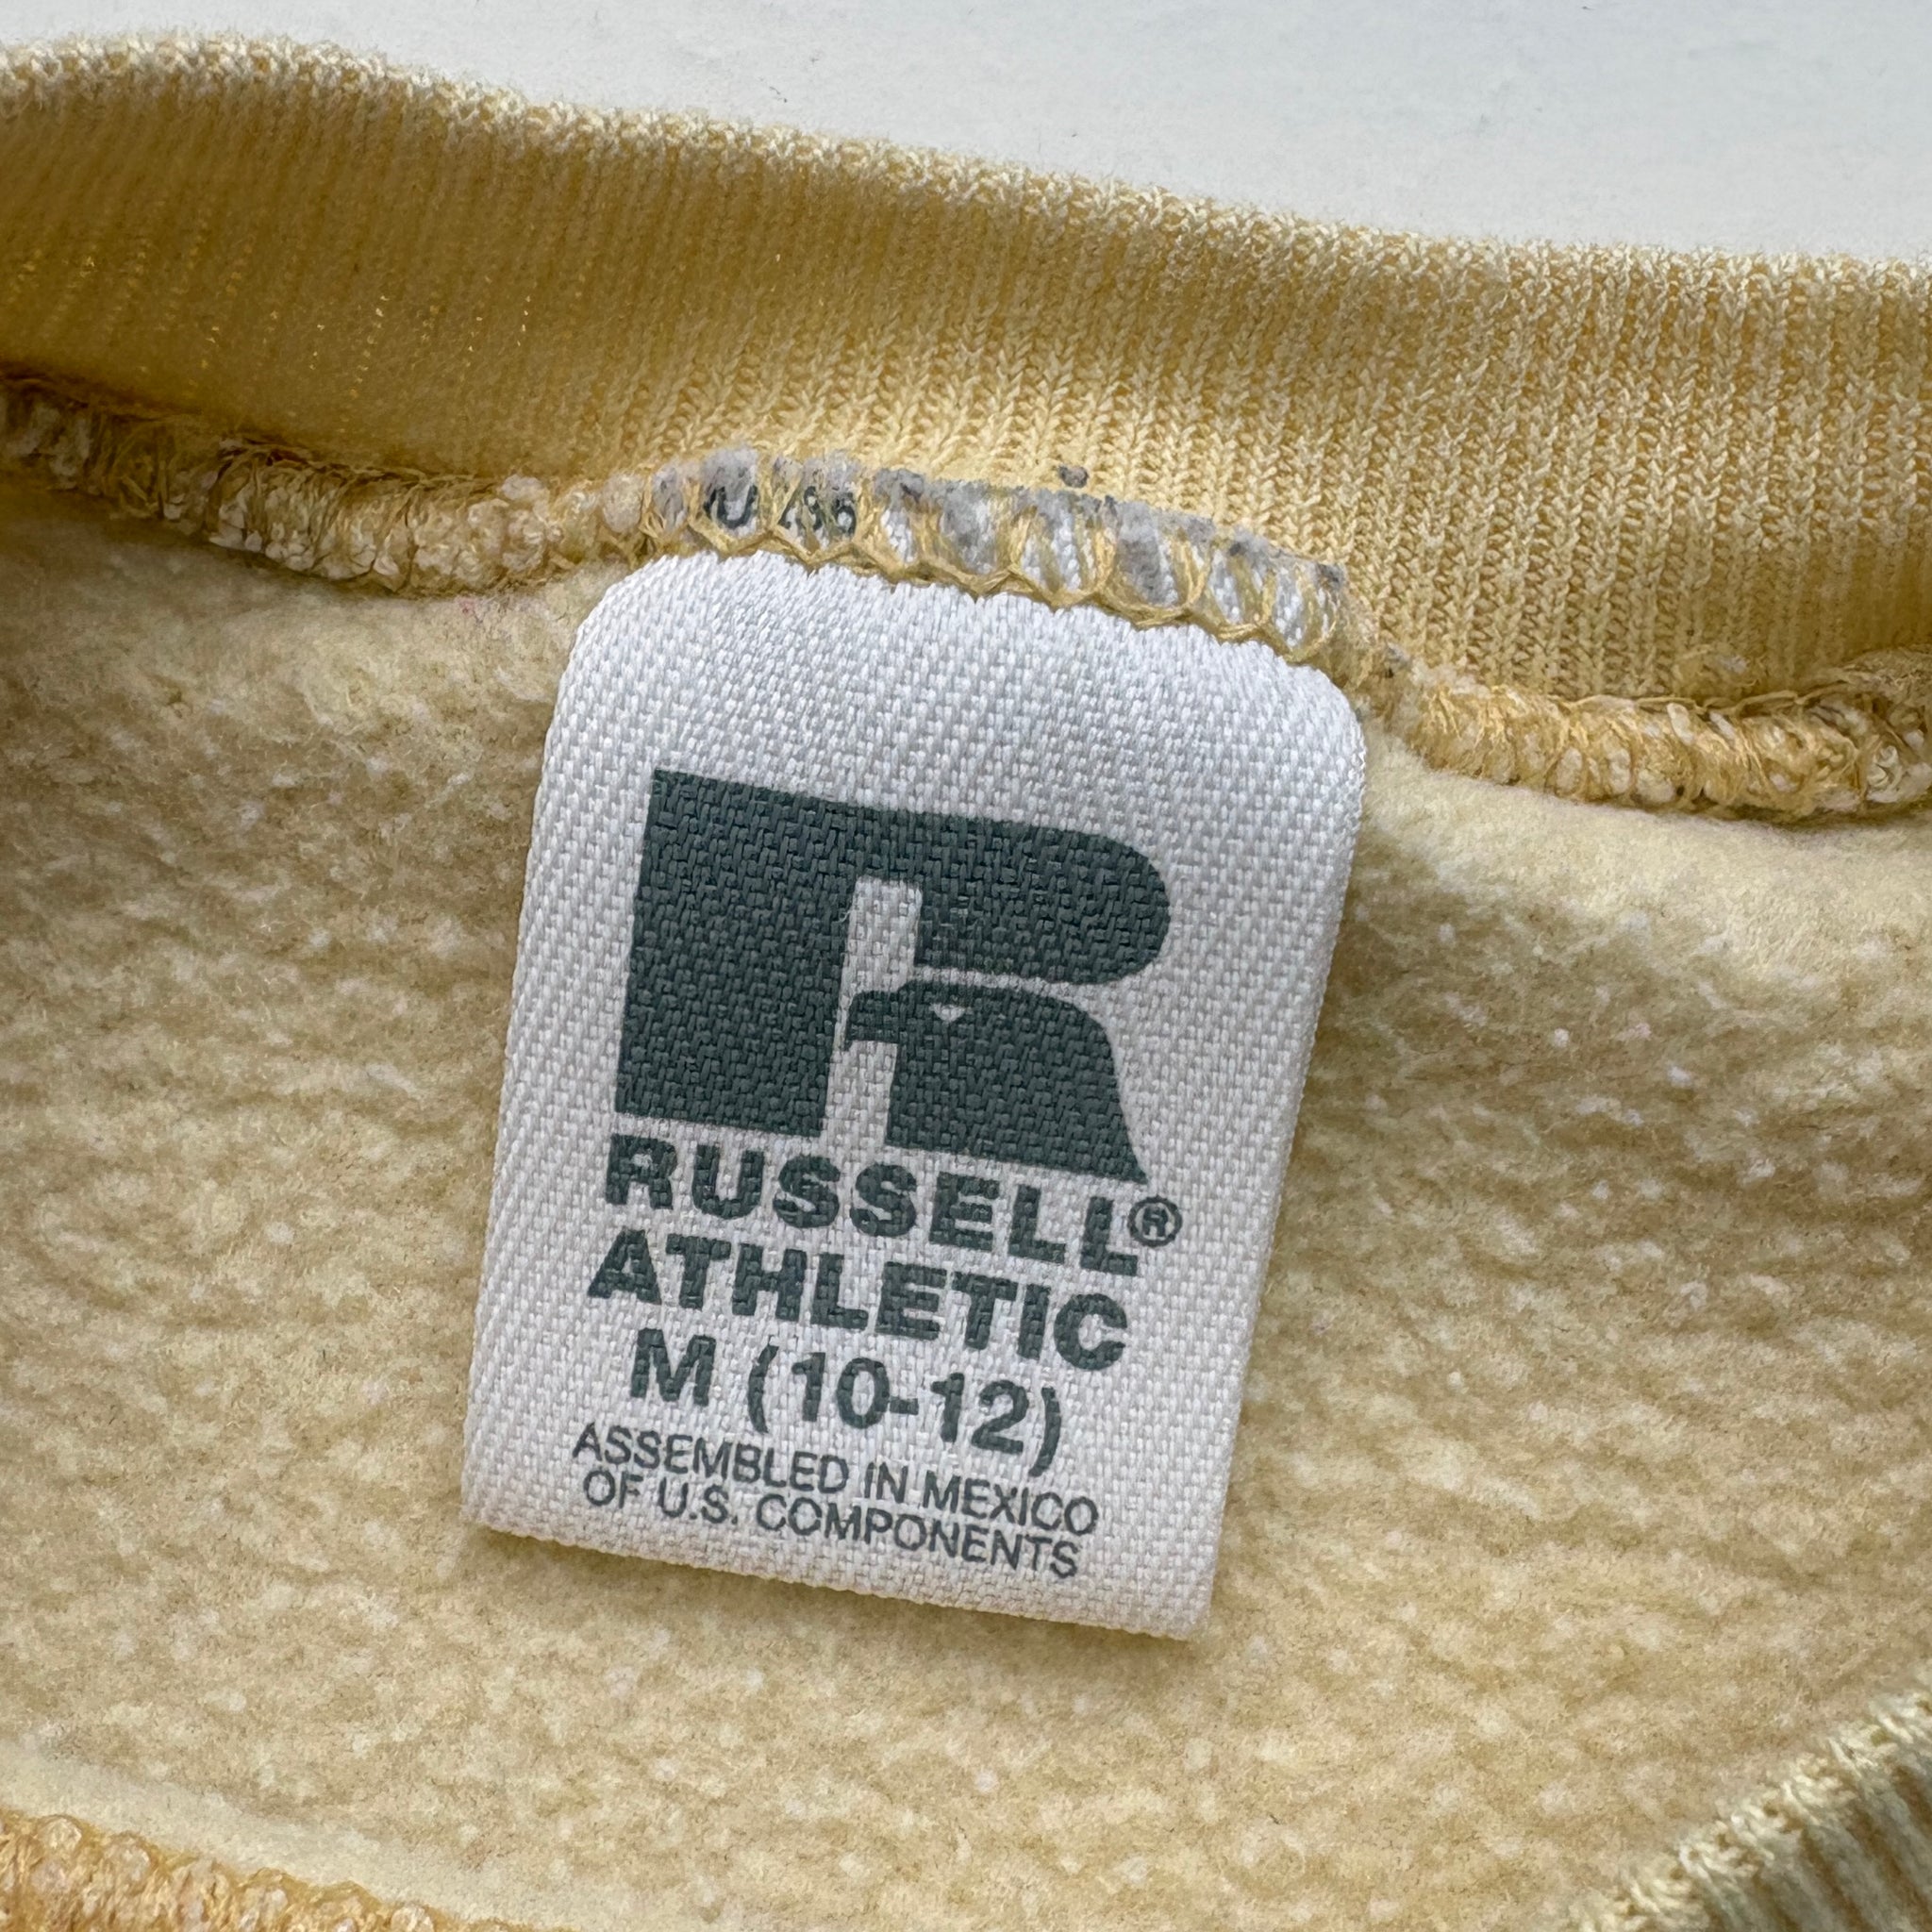 RUSSELL®
ATHLETIC
M (10-12)
ASSEMBLED IN MEXICO
OF U.S. COMPONENTS